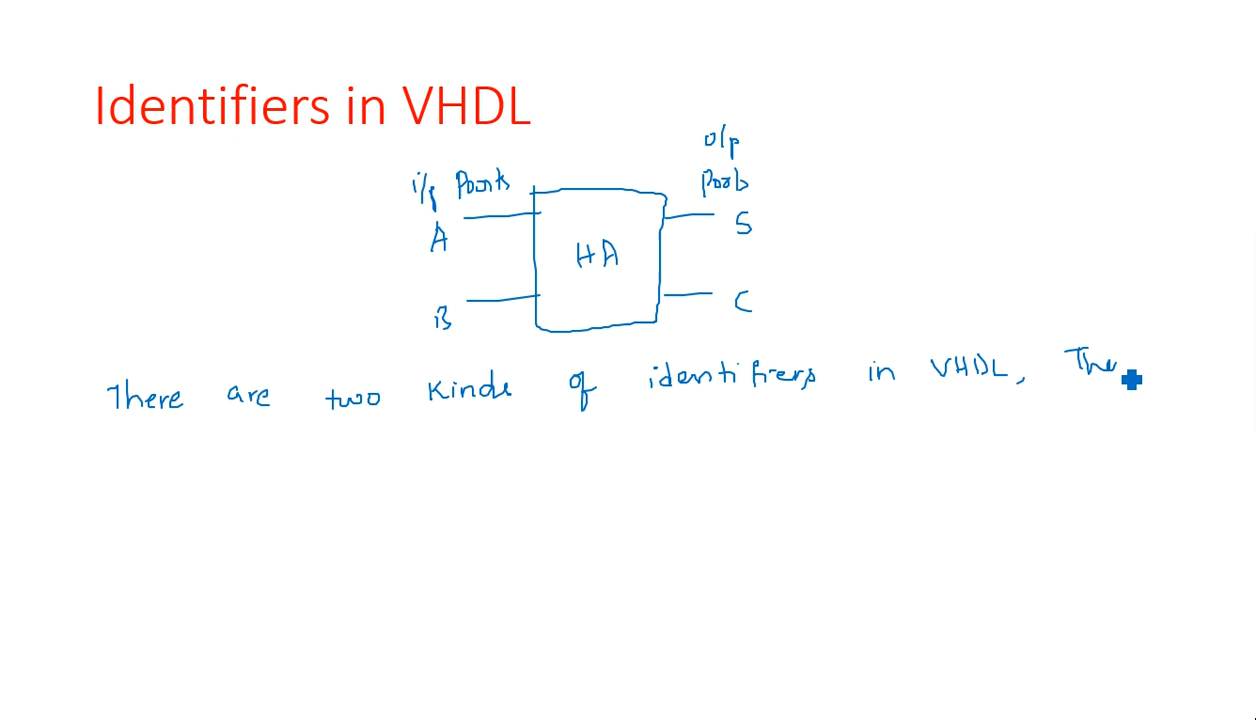 Identifiers in VHDL
o/p
i/p Ports
Ports
A
S
HA
B
C
There are two kinds of identifiers in VHDL, The